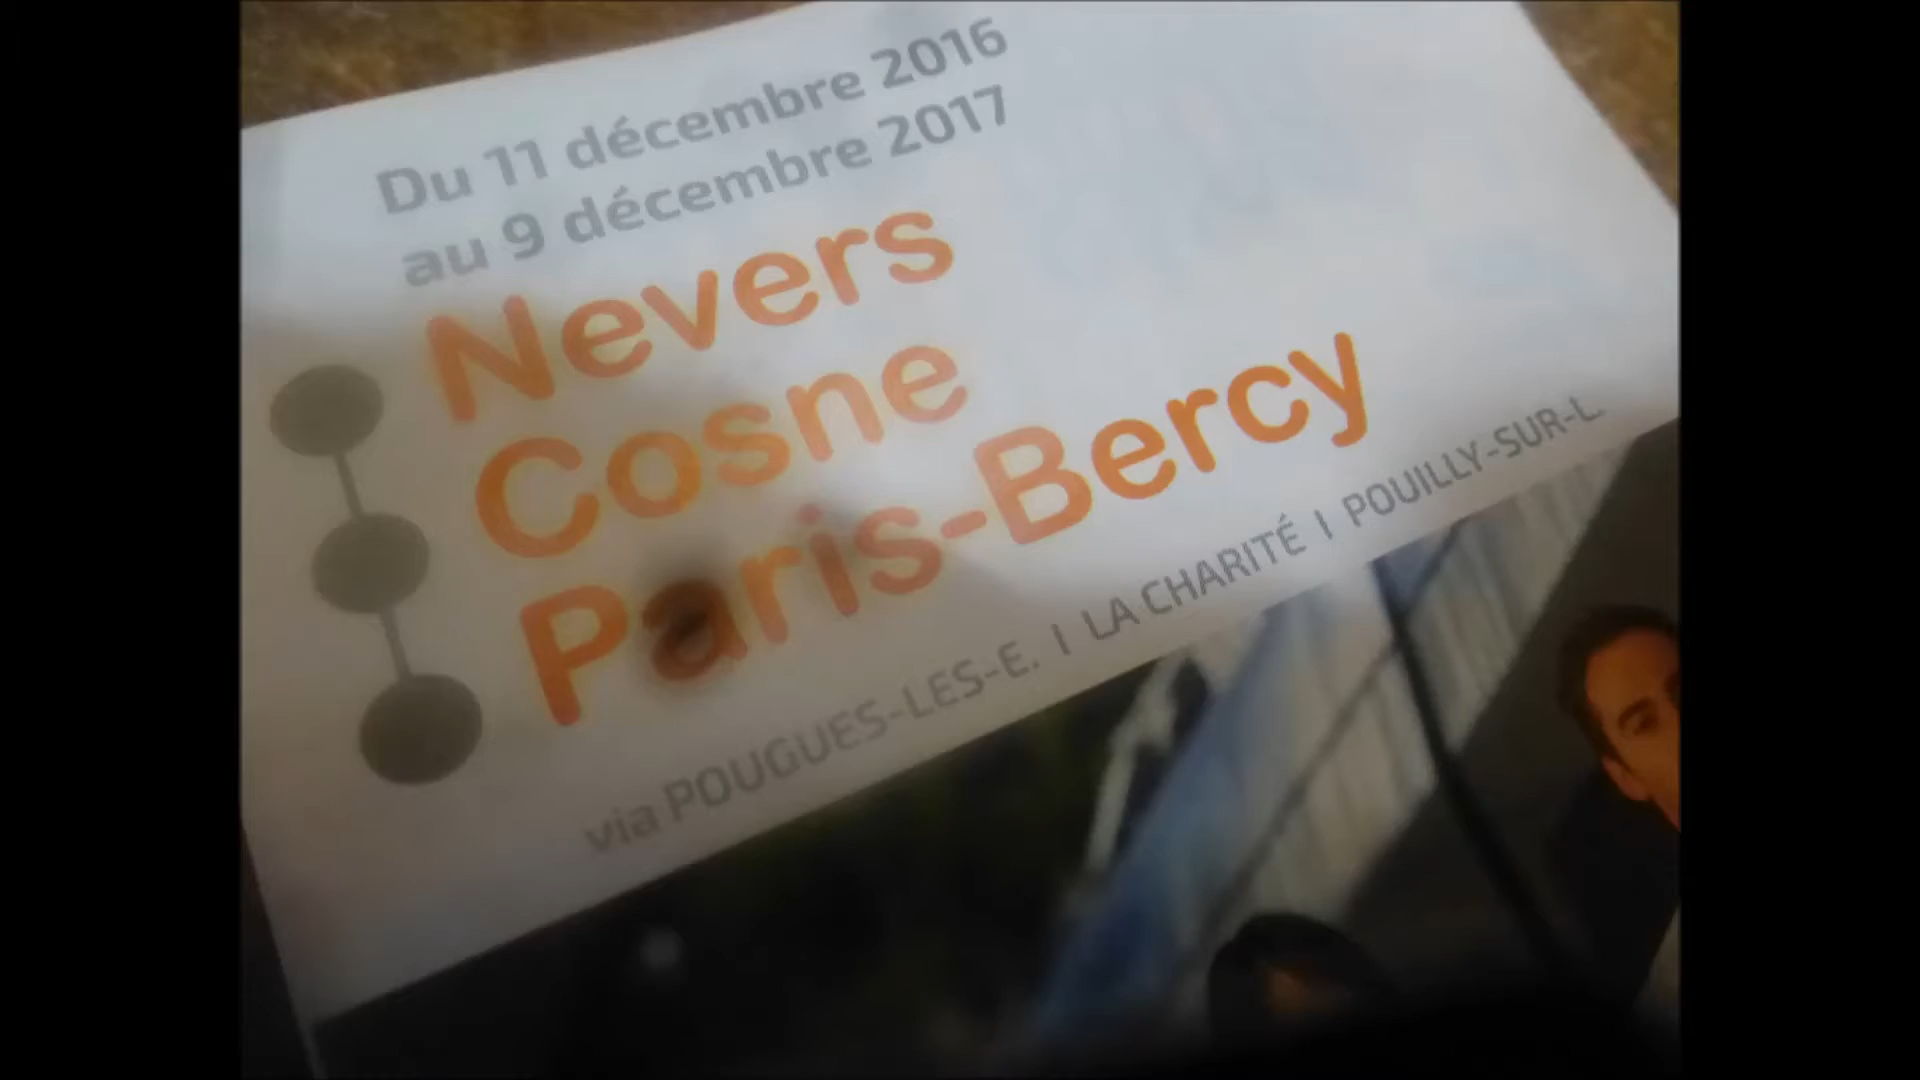 Du 11 décembre 2016
au 9 décembre 2017
Nevers
Cosne
Paris-Bercy
via POUGUES-LES-E. I LA CHARITÉ I POUILLY-SUR-L.